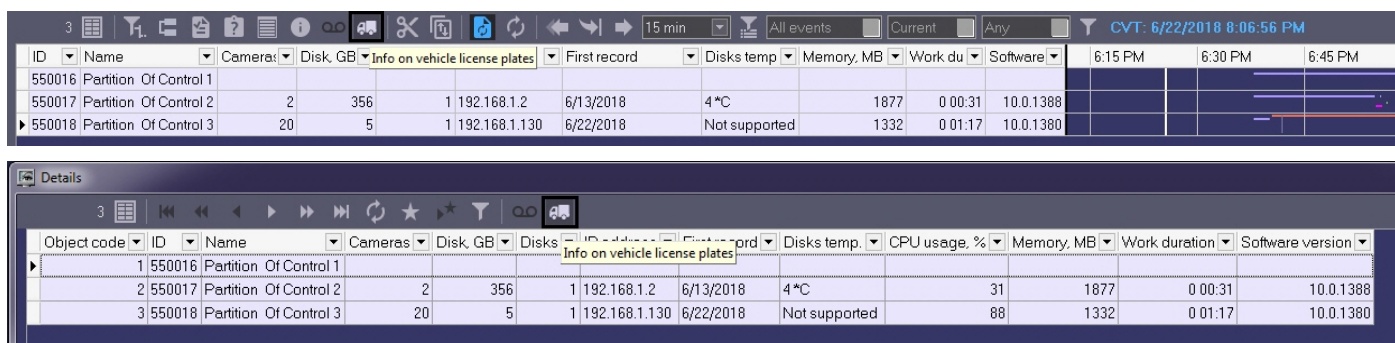 3 15 min All events Current Any CVT: 6/22/2018 8:06:56 PM
ID Name Cameras Disk, GB Info on vehicle license plates First record Disks temp Memory, MB Work du Software 6:15 PM 6:30 PM 6:45 PM
550016 Partition Of Control 1
550017 Partition Of Control 2 2 356 1 192.168.1.2 6/13/2018 4 *C 1877 0 00:31 10.0.1388
550018 Partition Of Control 3 20 5 1 192.168.1.130 6/22/2018 Not supported 1332 0 01:17 10.0.1380
Details
3
Object code ID Name Cameras Disk, GB Disks IP address First record Disks temp. CPU usage, % Memory, MB Work duration Software version
Info on vehicle license plates
1 550016 Partition Of Control 1
2 550017 Partition Of Control 2 2 356 1 192.168.1.2 6/13/2018 4 *C 31 1877 0 00:31 10.0.1388
3 550018 Partition Of Control 3 20 5 1 192.168.1.130 6/22/2018 Not supported 88 1332 0 01:17 10.0.1380